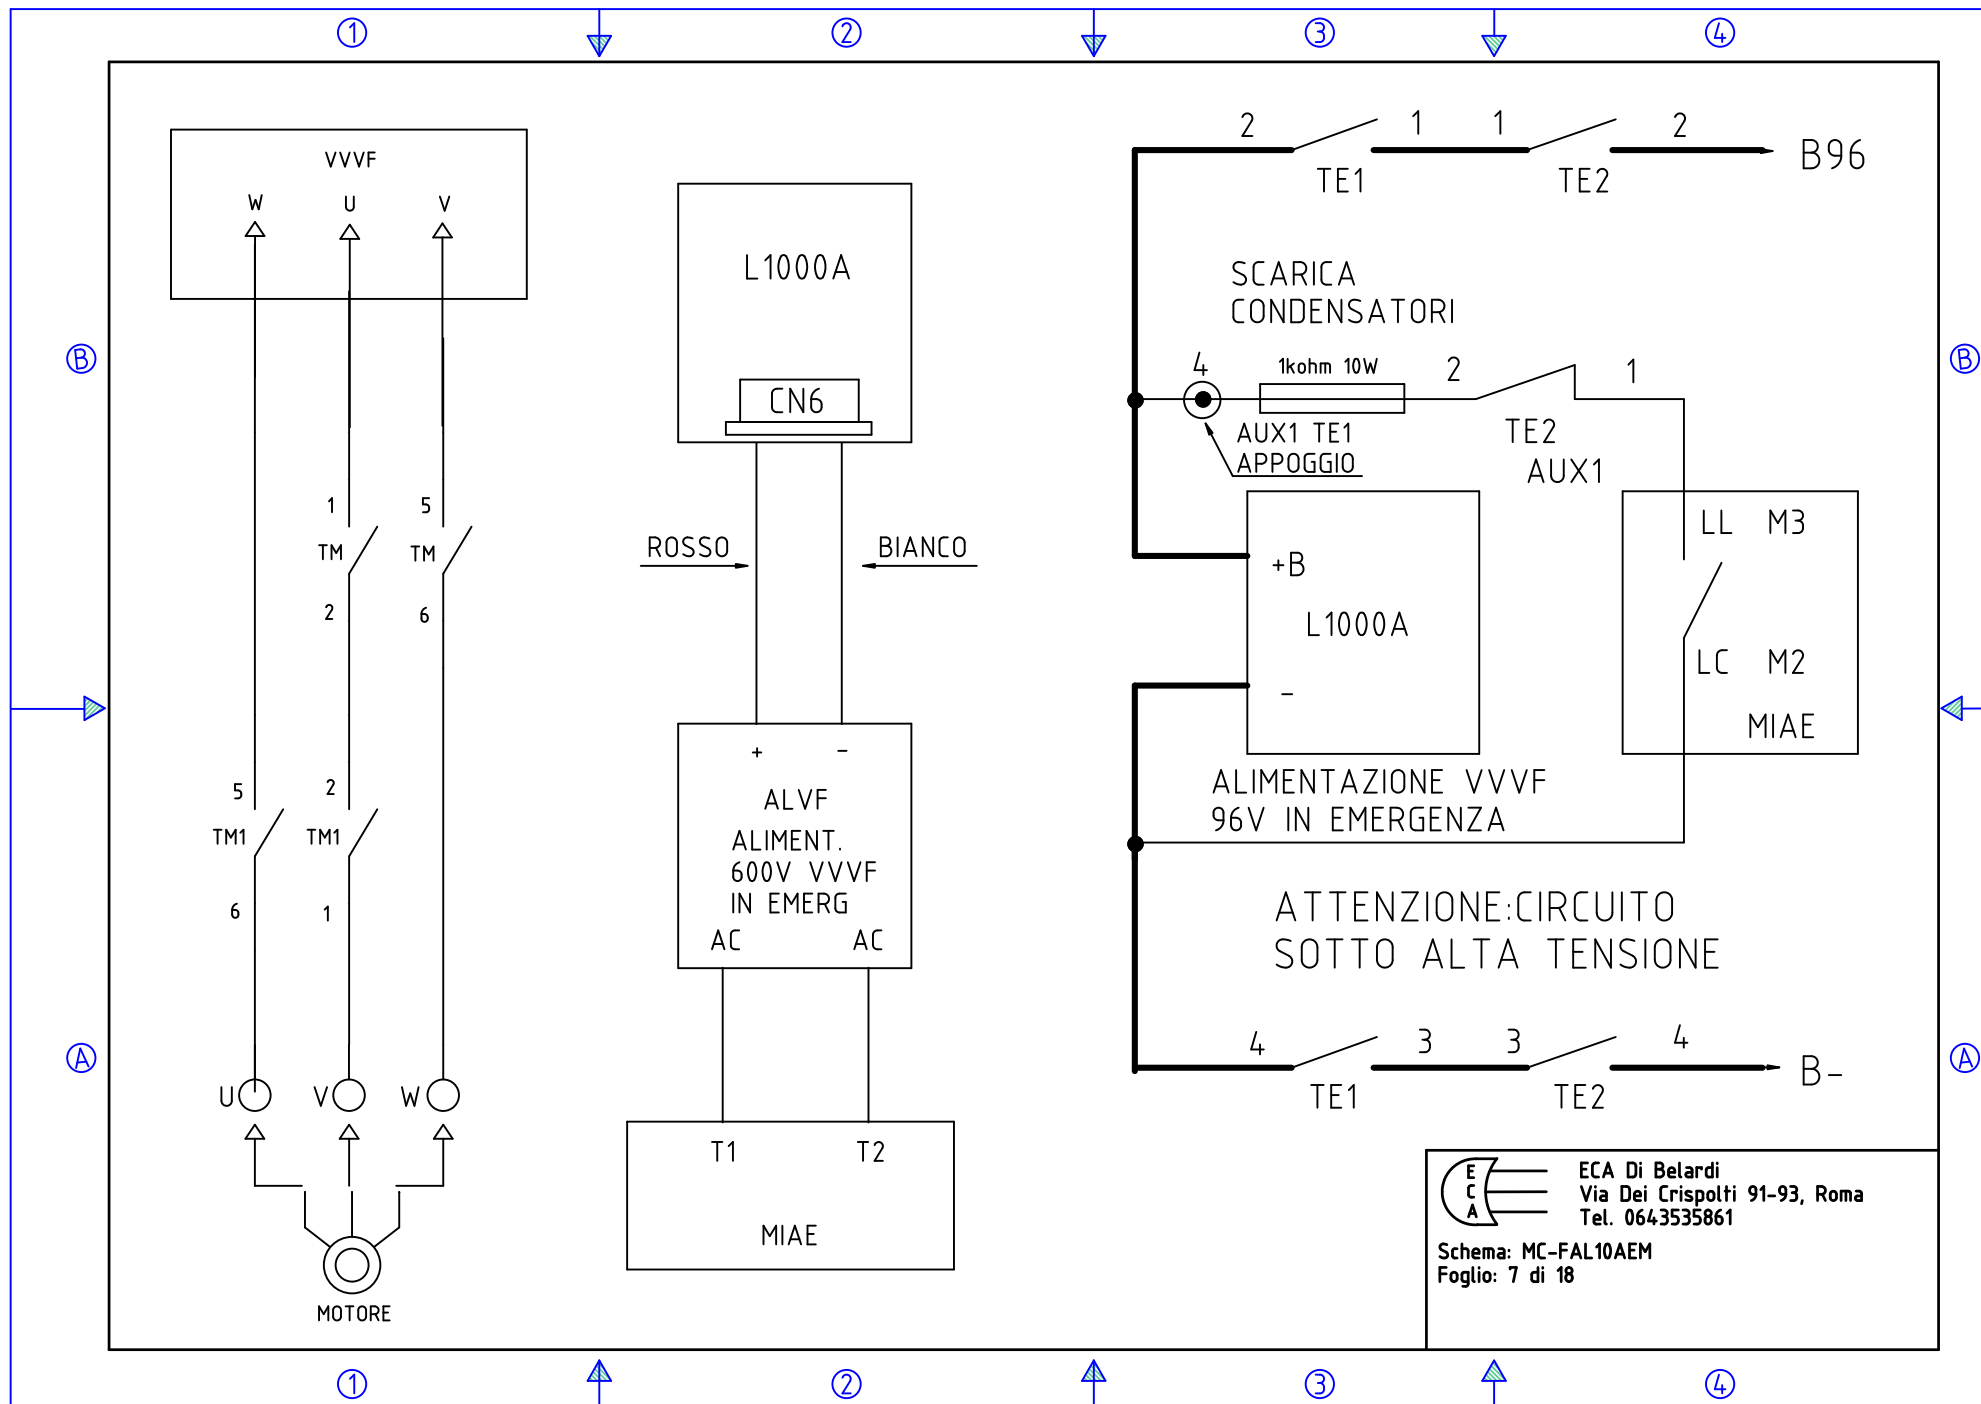 1
2
3
4
VVVF
W
U
V
1
5
TM
TM
2
6
5
2
TM1
TM1
6
1
U
V
W
MOTORE
L1000A
CN6
ROSSO
BIANCO
+
-
ALVF
ALIMENT.
600V VVVF
IN EMERG
AC
AC
T1
T2
MIAE
2
1
1
2
B96
TE1
TE2
SCARICA
CONDENSATORI
4
1kohm 10W
2
1
AUX1 TE1
APPOGGIO
TE2
AUX1
+B
L1000A
-
LL M3
LC M2
MIAE
ALIMENTAZIONE VVVF
96V IN EMERGENZA
ATTENZIONE:CIRCUITO
SOTTO ALTA TENSIONE
4
3
3
4
B-
TE1
TE2
E
C
A
ECA Di Belardi
Via Dei Crispolti 91-93, Roma
Tel. 0643535861
Schema: MC-FAL10AEM
Foglio: 7 di 18
B
B
A
A
1
2
3
4